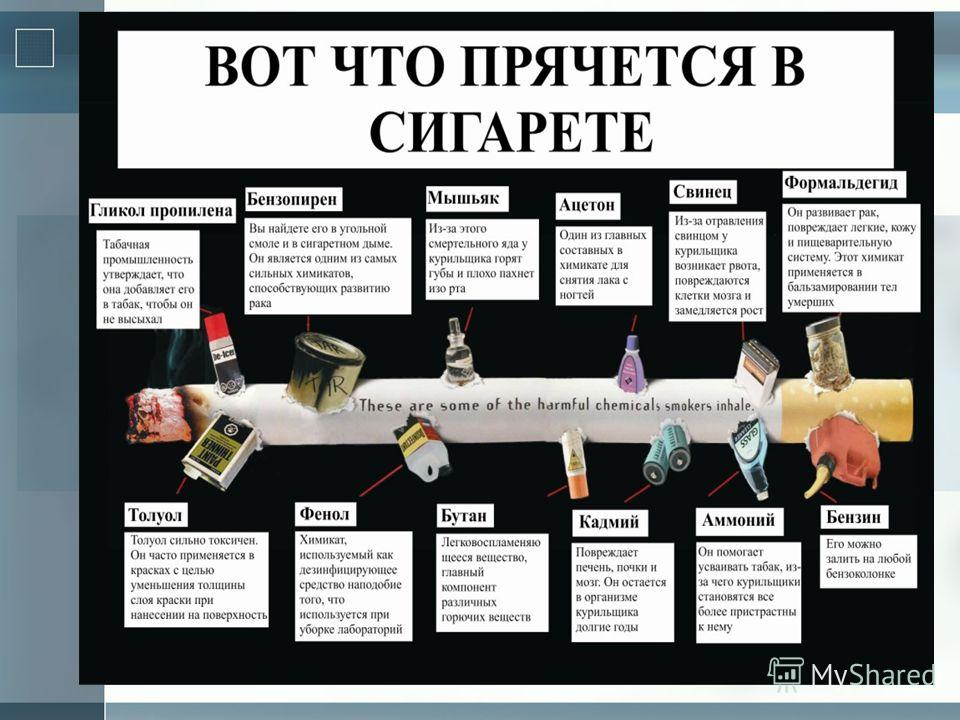 ВОТ ЧТО ПРЯЧЕТСЯ В
СИГАРЕТЕ
Гликол пропилена
Табачная
промышленность
утверждает, что
она добавляет его
в табак, чтобы он
не высыхал
Бензопирен
Вы найдете его в угольной
смоле и в сигаретном дыме.
Он является одним из самых
сильных химикатов,
способствующих развитию
рака
Мышьяк
Из-за этого
смертельного яда у
курильщика горят
губы и плохо пахнет
изо рта
Ацетон
Один из главных
составных в
химикате для
снятия лака с
ногтей
Свинец
Из-за отравления
свинцом у
курильщика
возникает рвота,
повреждаются
клетки мозга и
замедляется рост
Формальдегид
Он развивает рак,
повреждает легкие, кожу
и пищеварительную
систему. Этот химикат
применяется в
бальзамировании тел
умерших
De-Icer
TAR
These are some of the harmful chemicals smokers inhale.
PAINT
THINNER
GLASS
CLEANER
Толуол
Толуол сильно токсичен.
Он часто применяется в
красках с целью
уменьшения толщины
слоя краски при
нанесении на поверхность
Фенол
Химикат,
используемый как
дезинфицирующее
средство наподобие
того, что
используется при
уборке лабораторий
Бутан
Легковоспламеняю
щееся вещество,
главный
компонент
различных
горючих веществ
Кадмий
Повреждает
печень, почки и
мозг. Он остается
в организме
курильщика
долгие годы
Аммоний
Он помогает
усваивать табак, из-
за чего курильщики
становятся все
более пристрастны
к нему
Бензин
Его можно
залить на любой
бензоколонке
MyShared